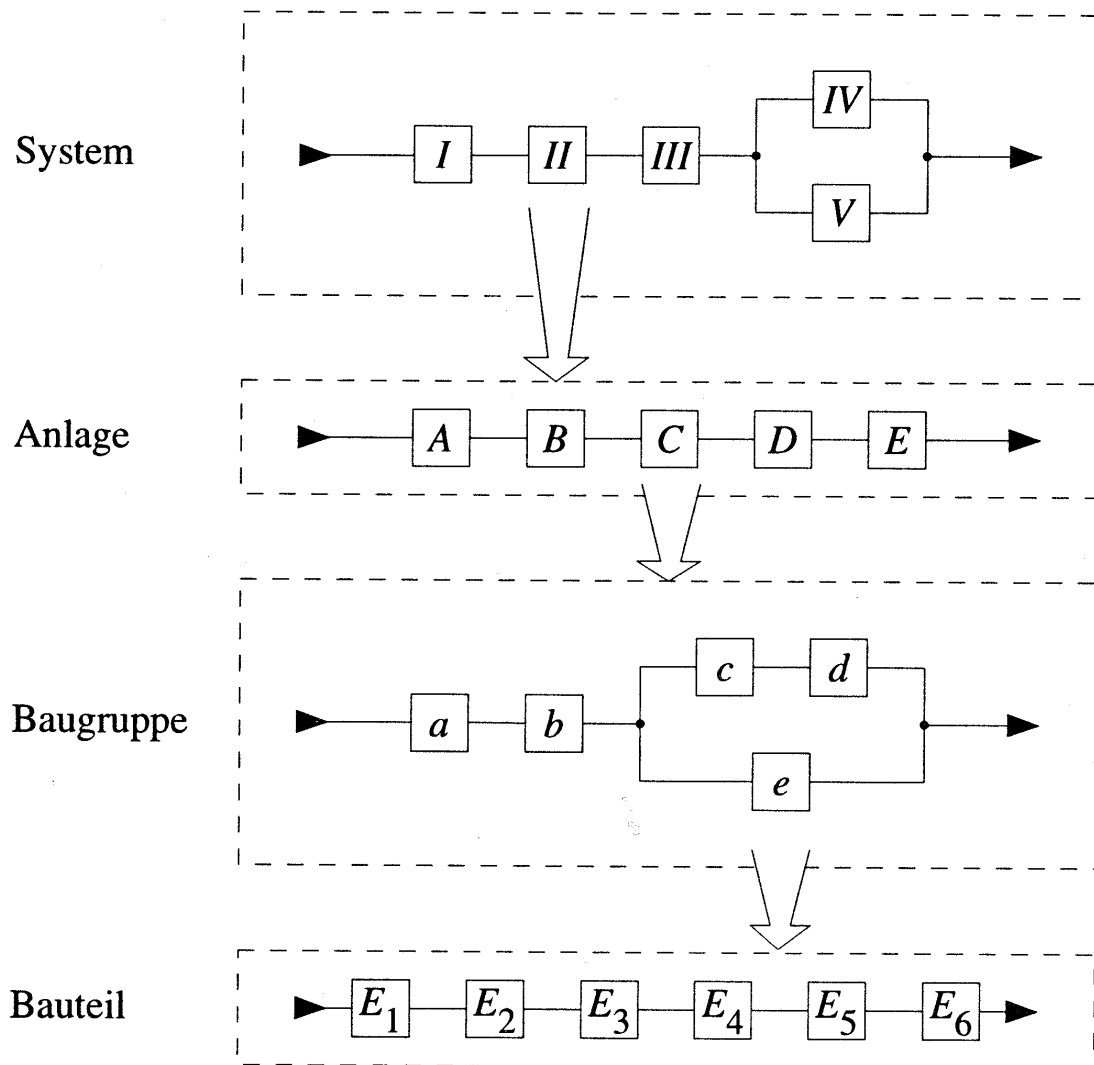 System
I II III IV V
Anlage
A B C D E
Baugruppe
a b c d e
Bauteil
E1 E2 E3 E4 E5 E6